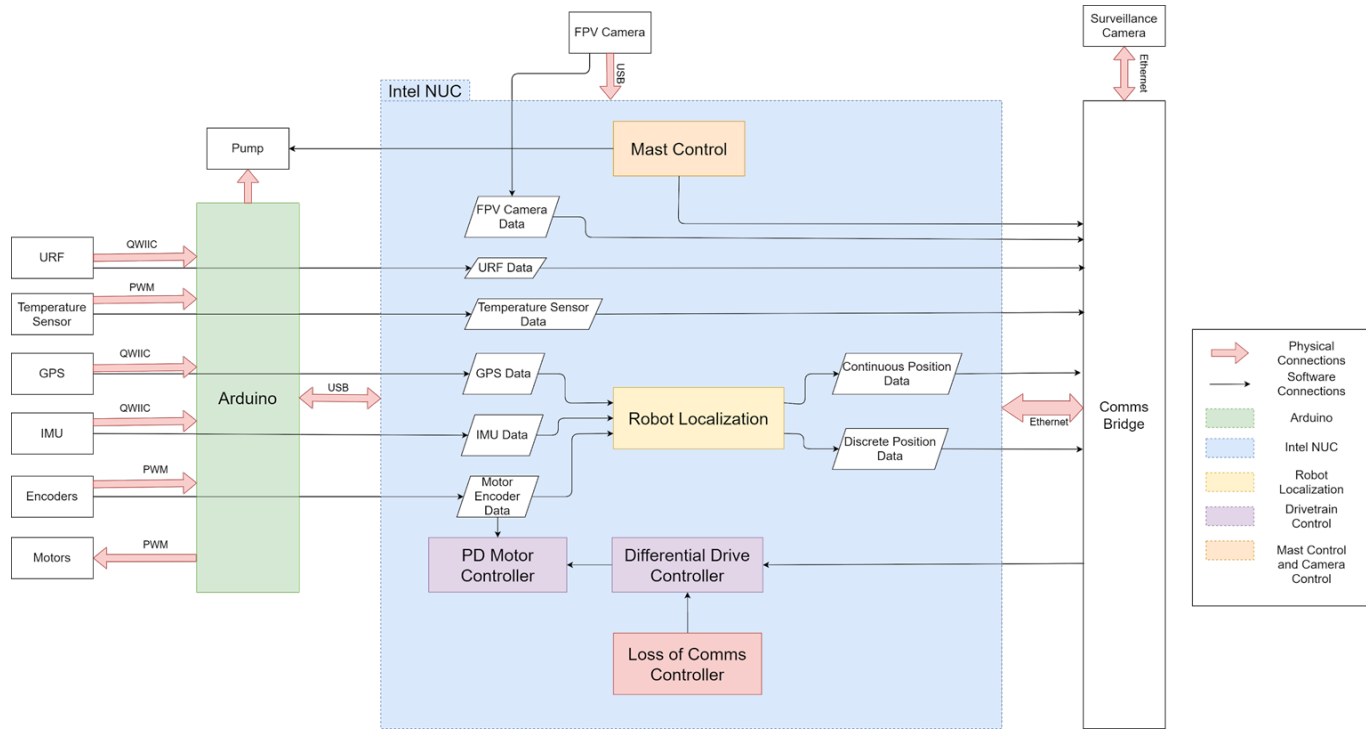 FPV Camera
USB
Surveillance
Camera
Ethernet
Intel NUC
Pump
Mast Control
FPV Camera
Data
URF
QWIIC
URF Data
Temperature
Sensor
PWM
Temperature Sensor
Data
GPS
QWIIC
GPS Data
Continuous Position
Data
Arduino
USB
Robot Localization
Ethernet
Comms
Bridge
IMU
QWIIC
IMU Data
Discrete Position
Data
Encoders
PWM
Motor
Encoder
Data
Motors
PWM
PD Motor
Controller
Differential Drive
Controller
Loss of Comms
Controller
Physical
Connections
Software
Connections
Arduino
Intel NUC
Robot
Localization
Drivetrain
Control
Mast Control
and Camera
Control